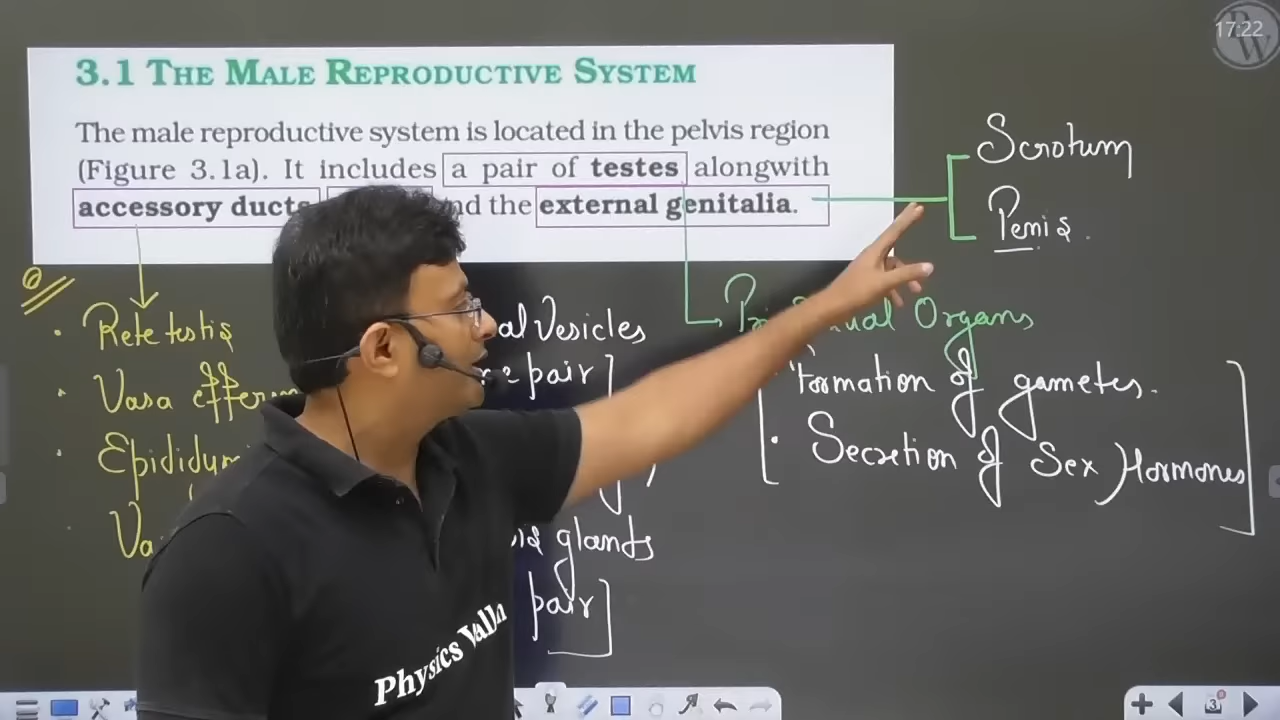 17:22
3.1 THE MALE REPRODUCTIVE SYSTEM
The male reproductive system is located in the pelvis region
(Figure 3.1a). It includes a pair of testes alongwith
accessory ducts nd the external genitalia.
Scrotum
Penis.
Organs
· Rete testis
al Vesicles
pair]
· Formation of gametes.
· Vasa effer
· Secretion of Sex Hormones
· Epididym
Va
glands
pair]
Physics Walla
3